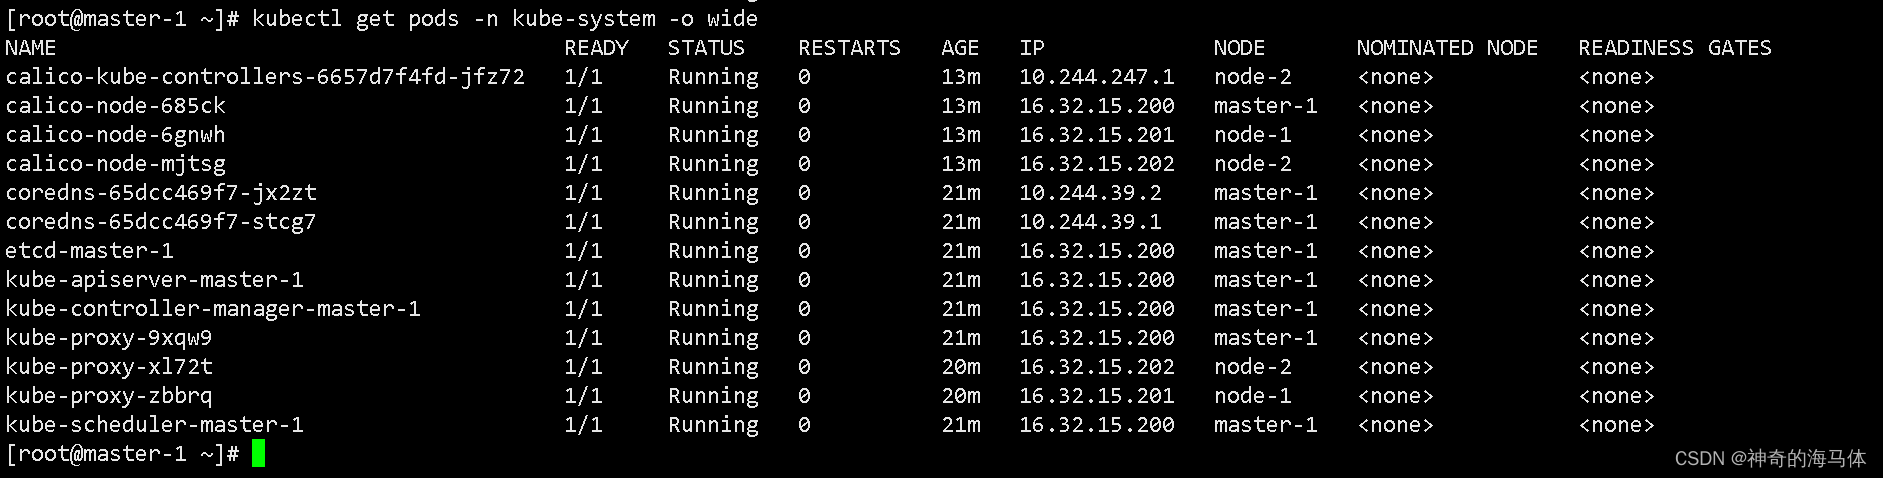 [root@master-1 ~]# kubectl get pods -n kube-system -o wide
NAME READY STATUS RESTARTS AGE IP NODE NOMINATED NODE READINESS GATES
calico-kube-controllers-6657d7f4fd-jfz72 1/1 Running 0 13m 10.244.247.1 node-2 <none> <none>
calico-node-685ck 1/1 Running 0 13m 16.32.15.200 master-1 <none> <none>
calico-node-6gnwh 1/1 Running 0 13m 16.32.15.201 node-1 <none> <none>
calico-node-mjtsg 1/1 Running 0 13m 16.32.15.202 node-2 <none> <none>
coredns-65dcc469f7-jx2zt 1/1 Running 0 21m 10.244.39.2 master-1 <none> <none>
coredns-65dcc469f7-stcg7 1/1 Running 0 21m 10.244.39.1 master-1 <none> <none>
etcd-master-1 1/1 Running 0 21m 16.32.15.200 master-1 <none> <none>
kube-apiserver-master-1 1/1 Running 0 21m 16.32.15.200 master-1 <none> <none>
kube-controller-manager-master-1 1/1 Running 0 21m 16.32.15.200 master-1 <none> <none>
kube-proxy-9xqw9 1/1 Running 0 21m 16.32.15.200 master-1 <none> <none>
kube-proxy-xl72t 1/1 Running 0 20m 16.32.15.202 node-2 <none> <none>
kube-proxy-zbbrq 1/1 Running 0 20m 16.32.15.201 node-1 <none> <none>
kube-scheduler-master-1 1/1 Running 0 21m 16.32.15.200 master-1 <none> <none>
[root@master-1 ~]#
CSDN @神奇的海马体